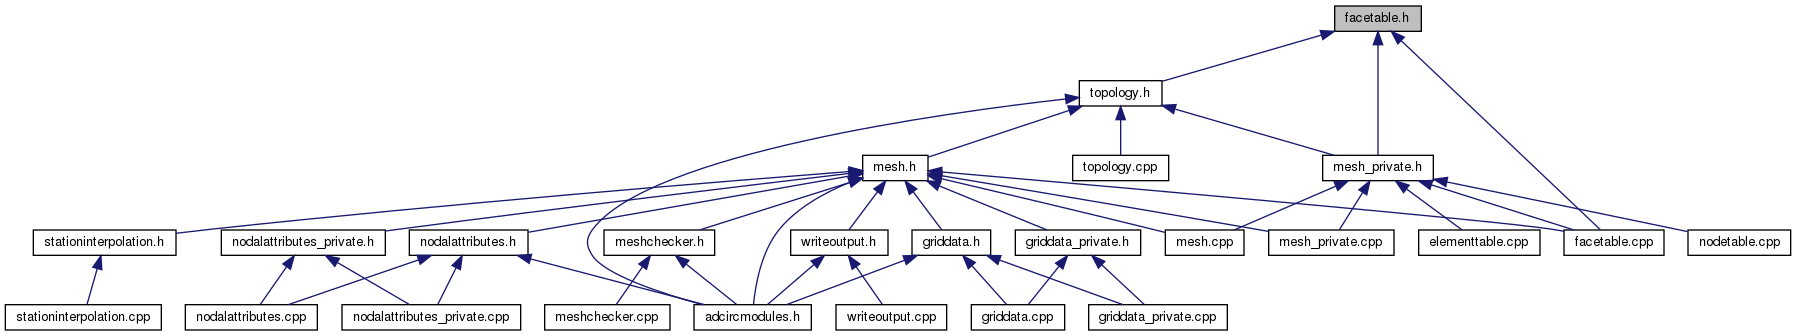 facetable.h
topology.h
mesh.h
topology.cpp
mesh_private.h
stationinterpolation.h
nodalattributes_private.h
nodalattributes.h
meshchecker.h
writeoutput.h
griddata.h
griddata_private.h
mesh.cpp
mesh_private.cpp
elementtable.cpp
facetable.cpp
nodetable.cpp
stationinterpolation.cpp
nodalattributes.cpp
nodalattributes_private.cpp
meshchecker.cpp
adcircmodules.h
writeoutput.cpp
griddata.cpp
griddata_private.cpp